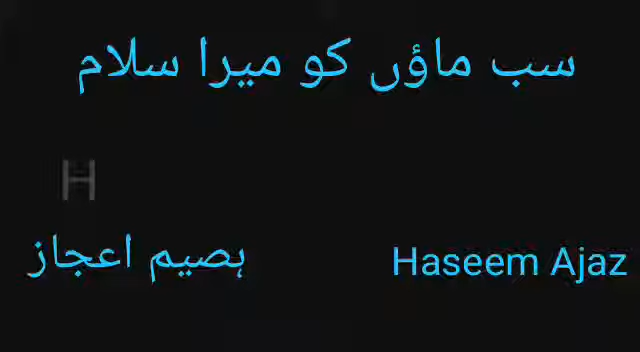 سب ماؤں کو میرا سلام
H
ہصیم اعجاز
Haseem Ajaz